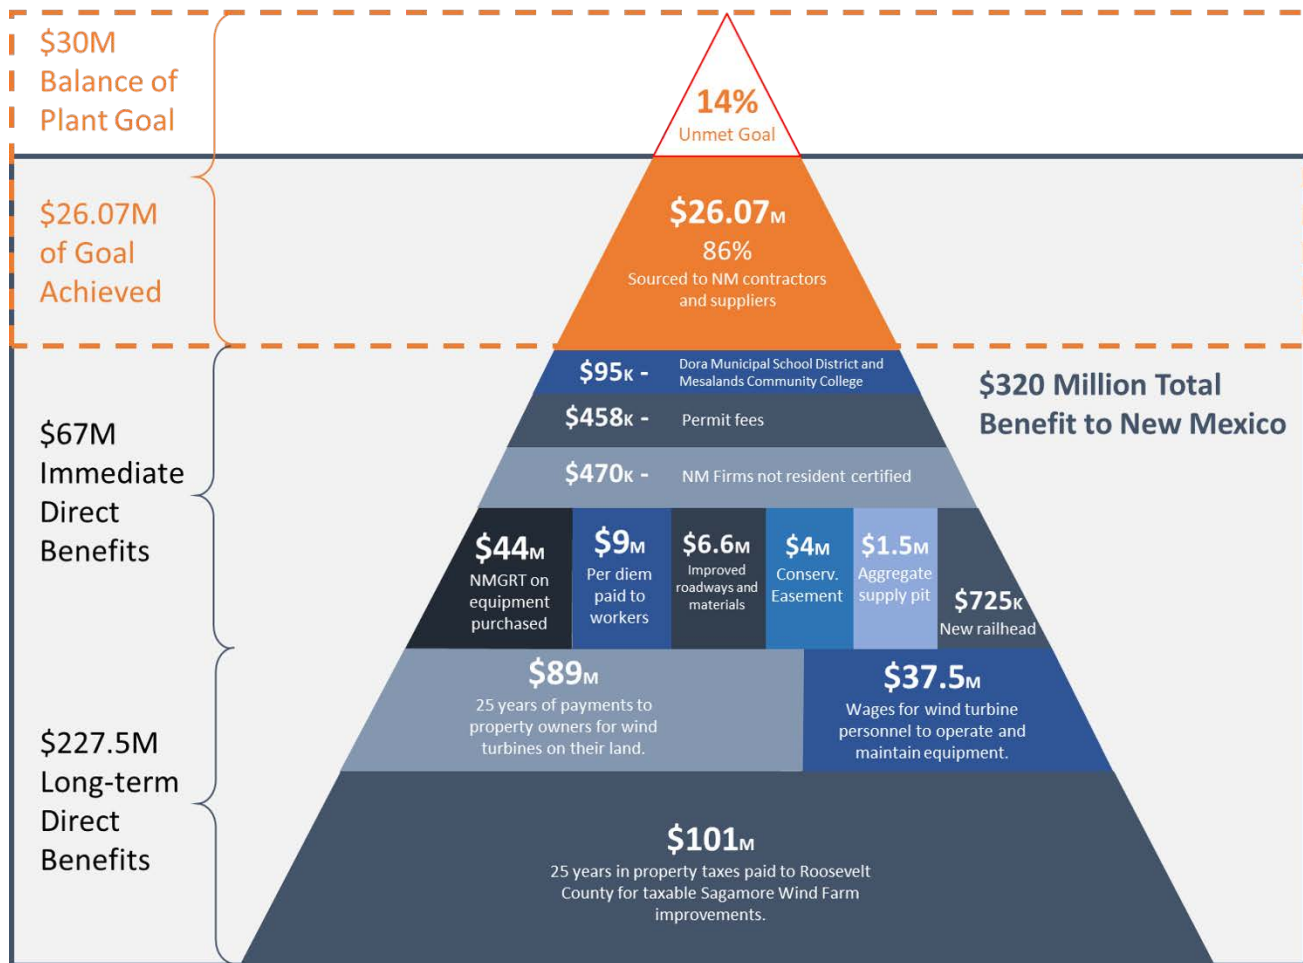 $30M
Balance of
Plant Goal
14%
Unmet Goal
$26.07M
of Goal
Achieved
$26.07M
86%
Sourced to NM contractors
and suppliers
$67M
Immediate
Direct
Benefits
$95K -
Dora Municipal School District and
Mesalands Community College
$458K - Permit fees
$470K - NM Firms not resident certified
$320 Million Total
Benefit to New Mexico
$44M
NMGRT on
equipment
purchased
$9M
Per diem
paid to
workers
$6.6M
Improved
roadways and
materials
$4M
Conserv.
Easement
$1.5M
Aggregate
supply pit
$725K
New railhead
$227.5M
Long-term
Direct
Benefits
$89M
25 years of payments to
property owners for wind
turbines on their land.
$37.5M
Wages for wind turbine
personnel to operate and
maintain equipment.
$101M
25 years in property taxes paid to Roosevelt
County for taxable Sagamore Wind Farm
improvements.